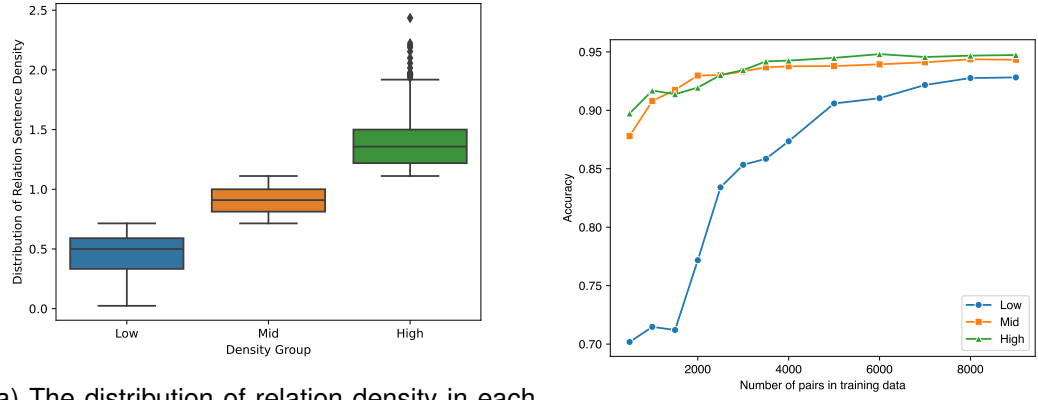 2.5
2.0
1.5
1.0
0.5
0.0
Distribution of Relation Sentence Density
Low Mid High
Density Group
0.95
0.90
0.85
0.80
0.75
0.70
Accuracy
Low
Mid
High
2000 4000 6000 8000
Number of pairs in training data
a) The distribution of relation density in each